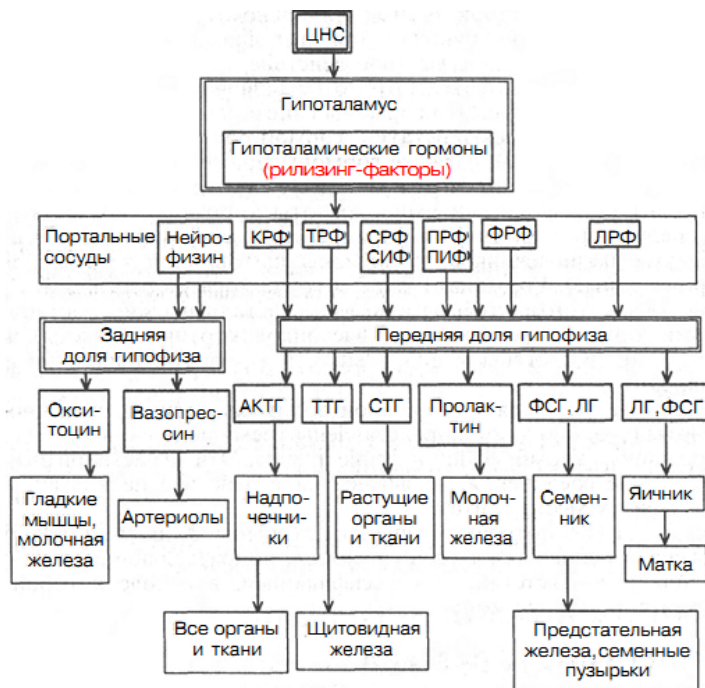 ЦНС
Гипоталамус
Гипоталамические гормоны
(рилизинг-факторы)
Портальные
сосуды
Нейро-
физин
КРФ
ТРФ
СРФ
СИФ
ПРФ
ПИФ
ФРФ
ЛРФ
Задняя
доля гипофиза
Передняя доля гипофиза
Окси-
тоцин
Вазопрес-
син
АКТГ
ТТГ
СТГ
Пролак-
тин
ФСГ, ЛГ
ЛГ, ФСГ
Гладкие
мышцы,
молочная
железа
Артериолы
Надпо-
чечни-
ки
Растущие
органы
и ткани
Молоч-
ная
железа
Семен-
ник
Яичник
Матка
Все органы
и ткани
Щитовидная
железа
Предстательная
железа, семенные
пузырьки